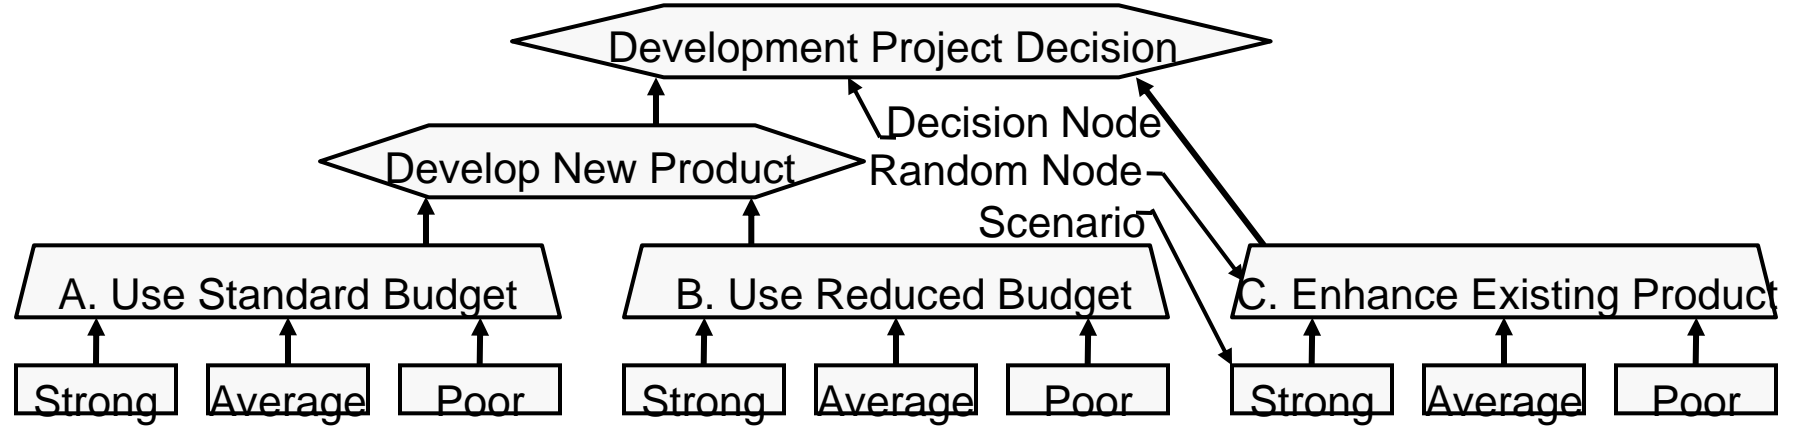 Development Project Decision
Decision Node
Develop New Product
Random Node
Scenario
A. Use Standard Budget
B. Use Reduced Budget
C. Enhance Existing Product
Strong
Average
Poor
Strong
Average
Poor
Strong
Average
Poor